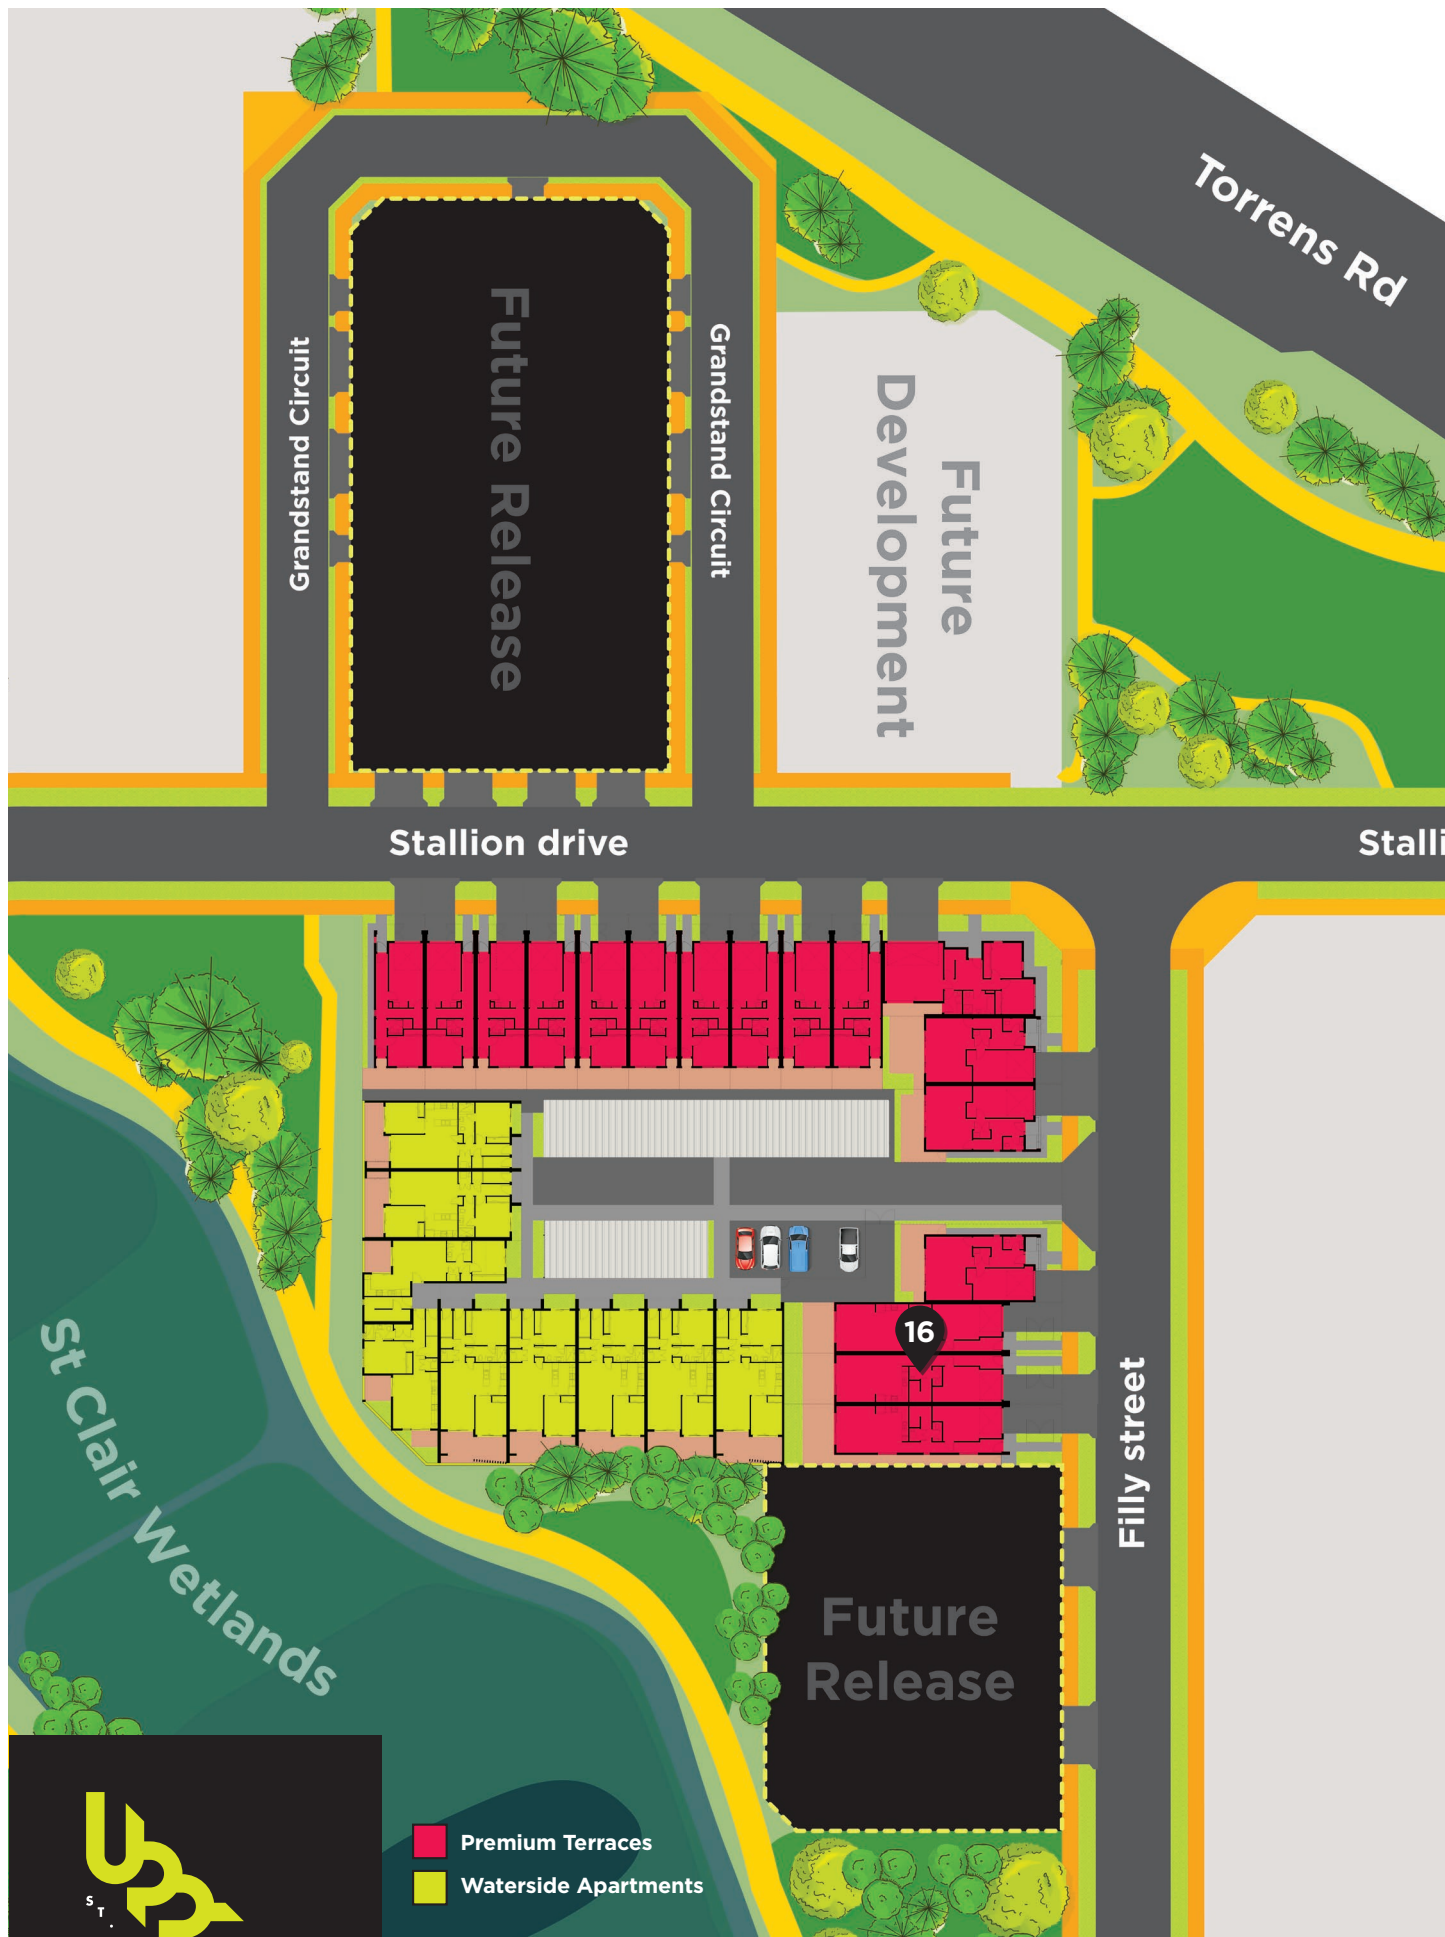 Torrens Rd
Grandstand Circuit
Future Release
Grandstand Circuit
Future
Development
Stallion drive
Stalli
16
Filly street
St Clair Wetlands
Future
Release
Premium Terraces
Waterside Apartments
ST.